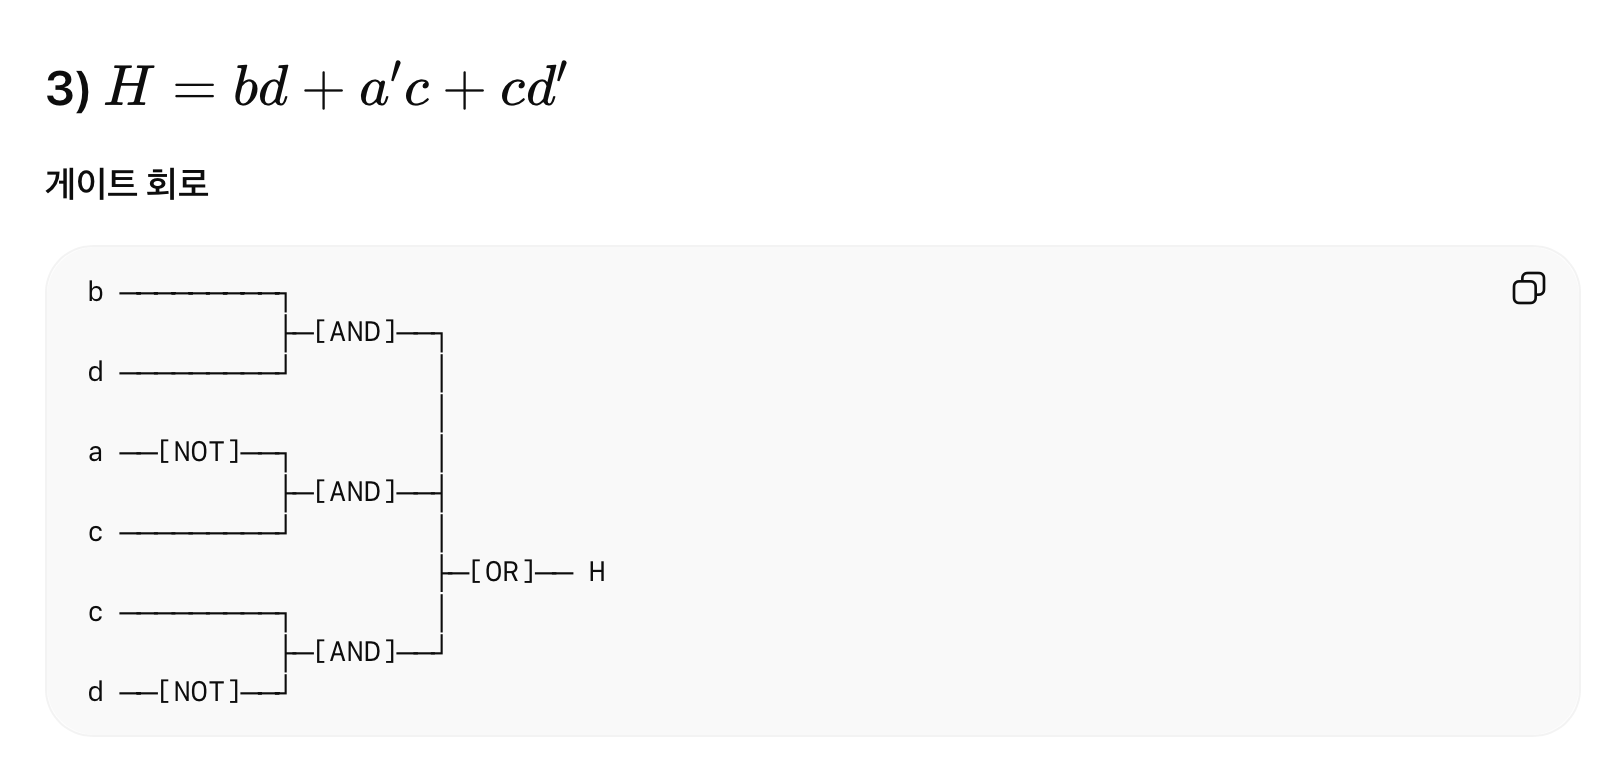 3) H = bd + a′c + cd′
게이트 회로
b
[AND]
d
a [NOT]
[AND]
c
[OR] H
c
[AND]
d [NOT]